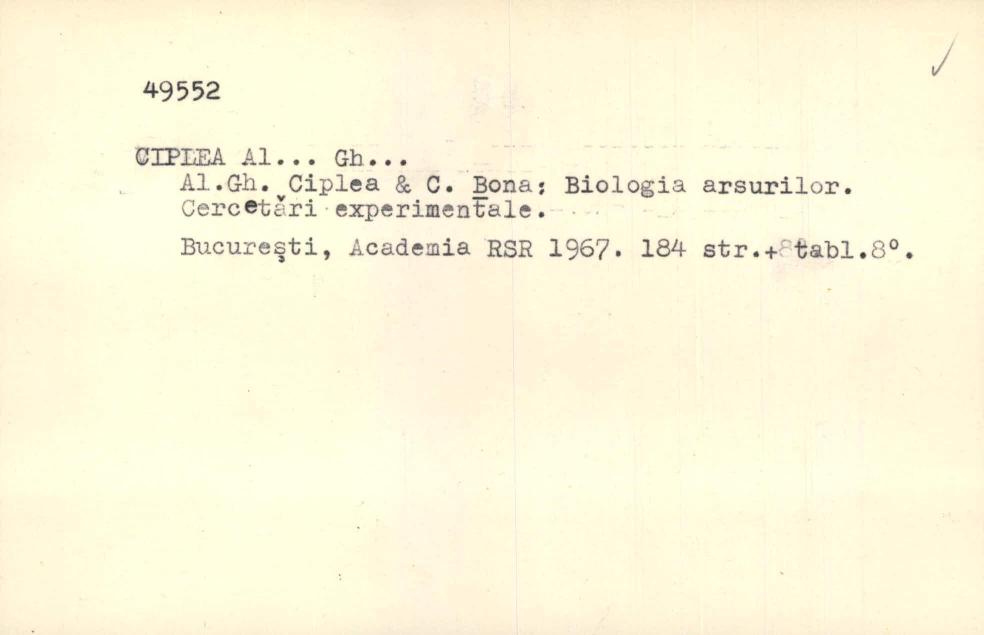 49552
CIPLEA Al... Gh...
Al.Gh. Ciplea & C. Bona: Biologia arsurilor.
Cercetări experimentale.
Bucureşti, Academia RSR 1967. 184 str.+8 tabl.8°.